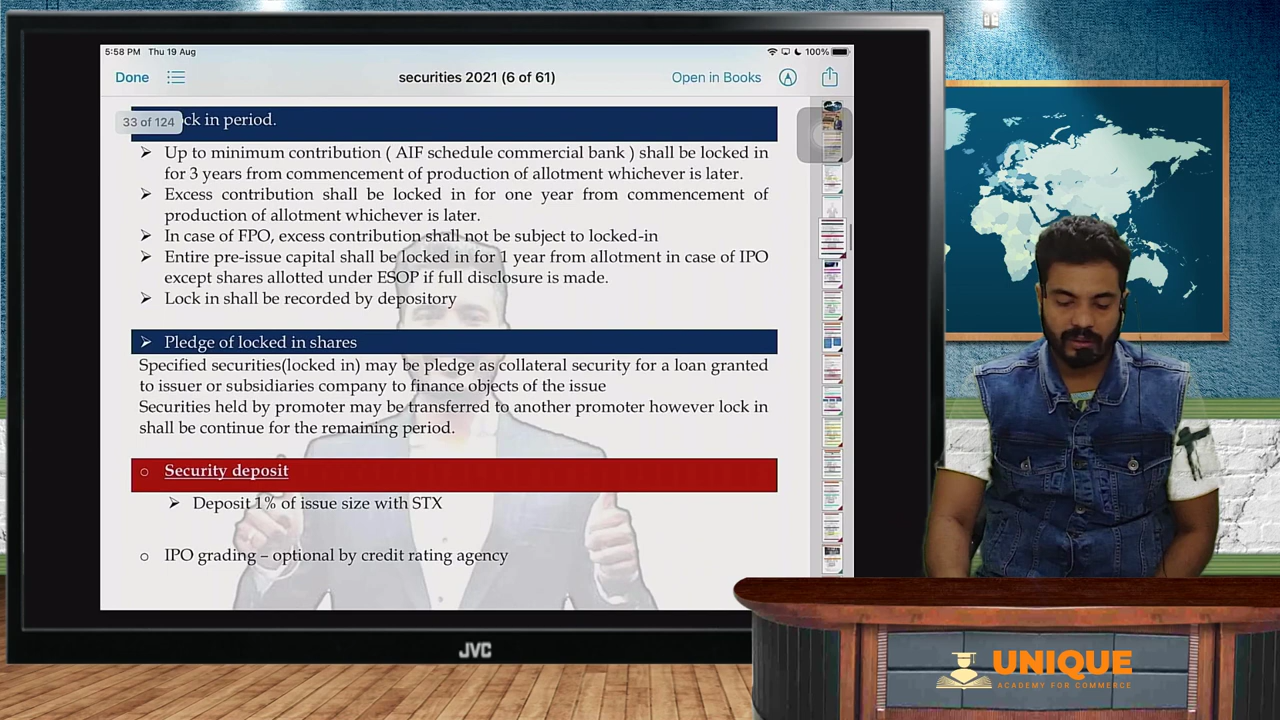 5:58 PM Thu 19 Aug
100%
Done
securities 2021 (6 of 61)
Open in Books
33 of 124
ck in period.
➢ Up to minimum contribution ( AIF schedule commercial bank ) shall be locked in
for 3 years from commencement of production of allotment whichever is later.
➢ Excess contribution shall be locked in for one year from commencement of
production of allotment whichever is later.
➢ In case of FPO, excess contribution shall not be subject to locked-in
➢ Entire pre-issue capital shall be locked in for 1 year from allotment in case of IPO
except shares allotted under ESOP if full disclosure is made.
➢ Lock in shall be recorded by depository
➢ Pledge of locked in shares
Specified securities(locked in) may be pledge as collateral security for a loan granted
to issuer or subsidiaries company of finance objects of the issue
Securities held by promoter may be transferred to another promoter however lock in
shall be continue for the remaining period.
○ Security deposit
➢ Deposit 1% of issue size with STX
○ IPO grading – optional by credit rating agency
JVC
UNIQUE
ACADEMY FOR COMMERCE